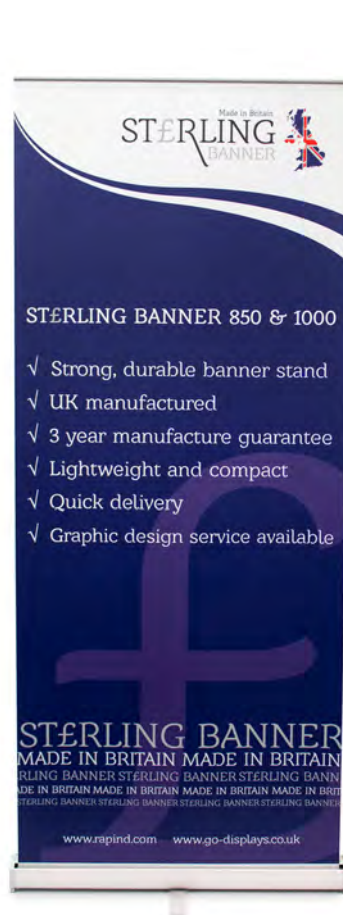 Made in Britain
ST£RLING
BANNER
ST£RLING BANNER 850 & 1000
√ Strong, durable banner stand
√ UK manufactured
√ 3 year manufacture guarantee
√ Lightweight and compact
√ Quick delivery
√ Graphic design service available
£
ST£RLING BANNER
MADE IN BRITAIN MADE IN BRITAIN
RLING BANNER ST£RLING BANNER ST£RLING BANN
ADE IN BRITAIN MADE IN BRITAIN MADE IN BRITAIN MADE IN BRIT
ST£RLING BANNER ST£RLING BANNER ST£RLING BANNER ST£RLING BANNER
www.rapind.com www.go-displays.co.uk